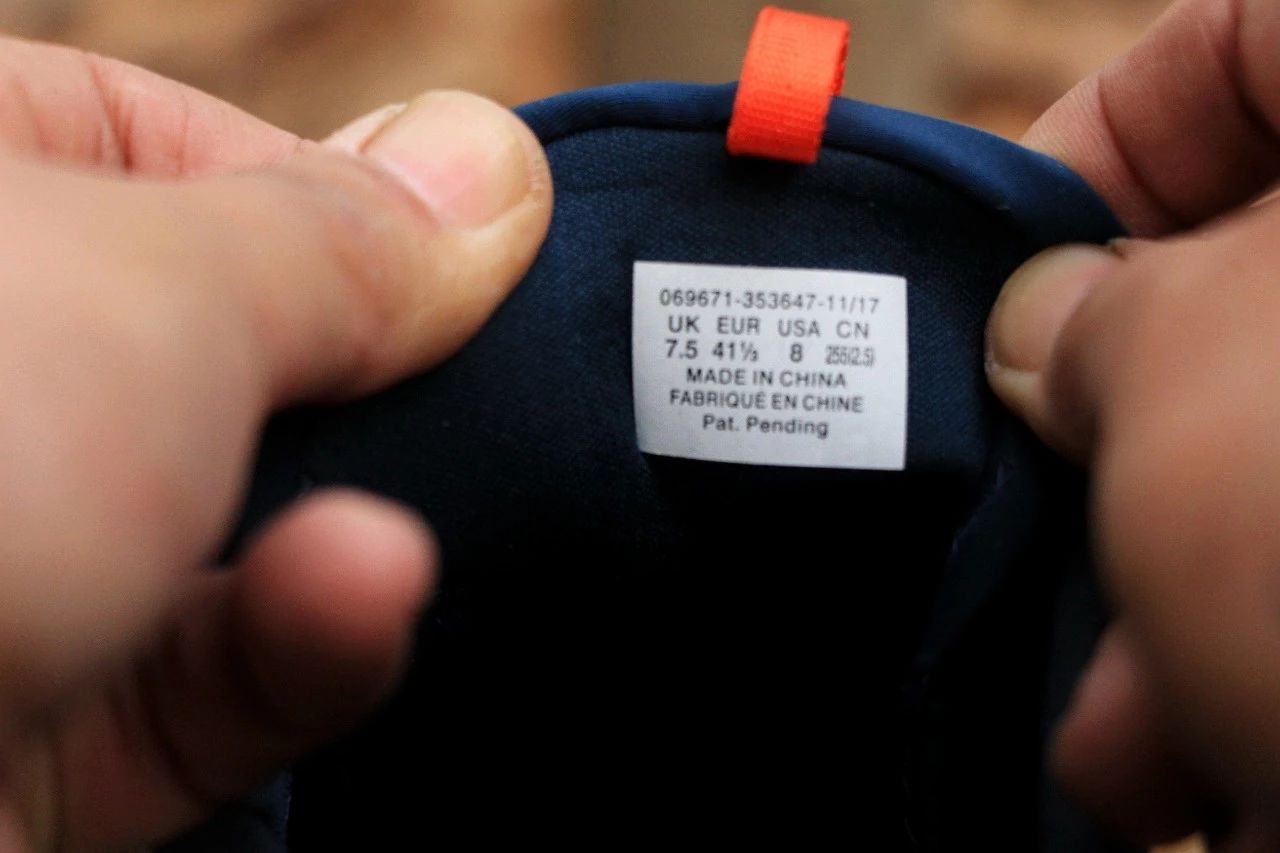 069671-353647-11/17
UK EUR USA CN
7.5 41⅓ 8 255(2.5)
MADE IN CHINA
FABRIQUÉ EN CHINE
Pat. Pending